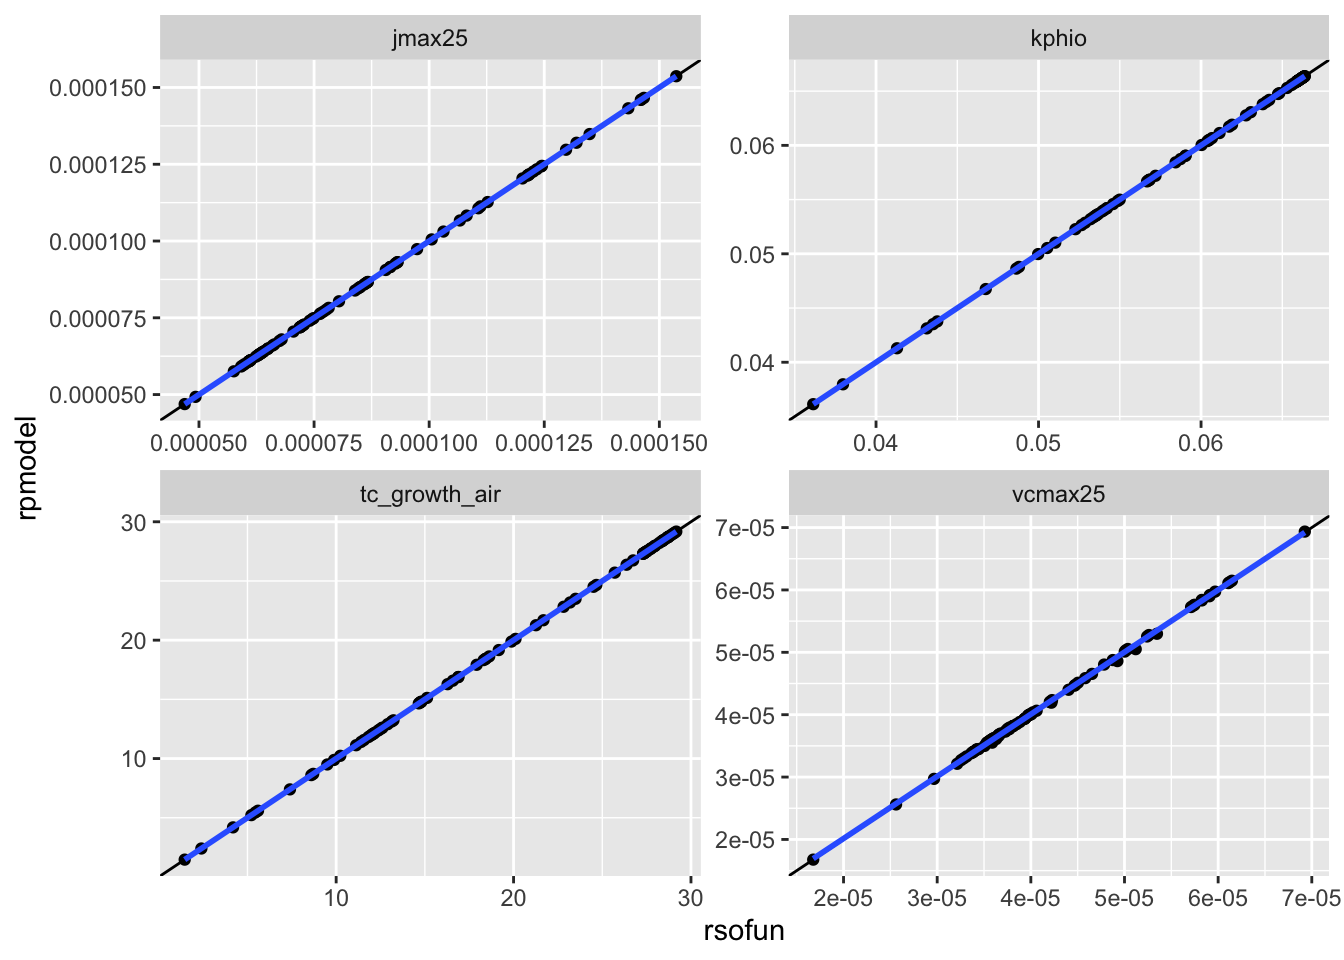 jmax25
kphio
0.000150
0.000125
0.000100
0.000075
0.000050
0.000050 0.000075 0.000100 0.000125 0.000150
0.06
0.05
0.04
0.04 0.05 0.06
rpmodel
tc_growth_air
vcmax25
30
20
10
10 20 30
7e-05
6e-05
5e-05
4e-05
3e-05
2e-05
2e-05 3e-05 4e-05 5e-05 6e-05 7e-05
rsofun